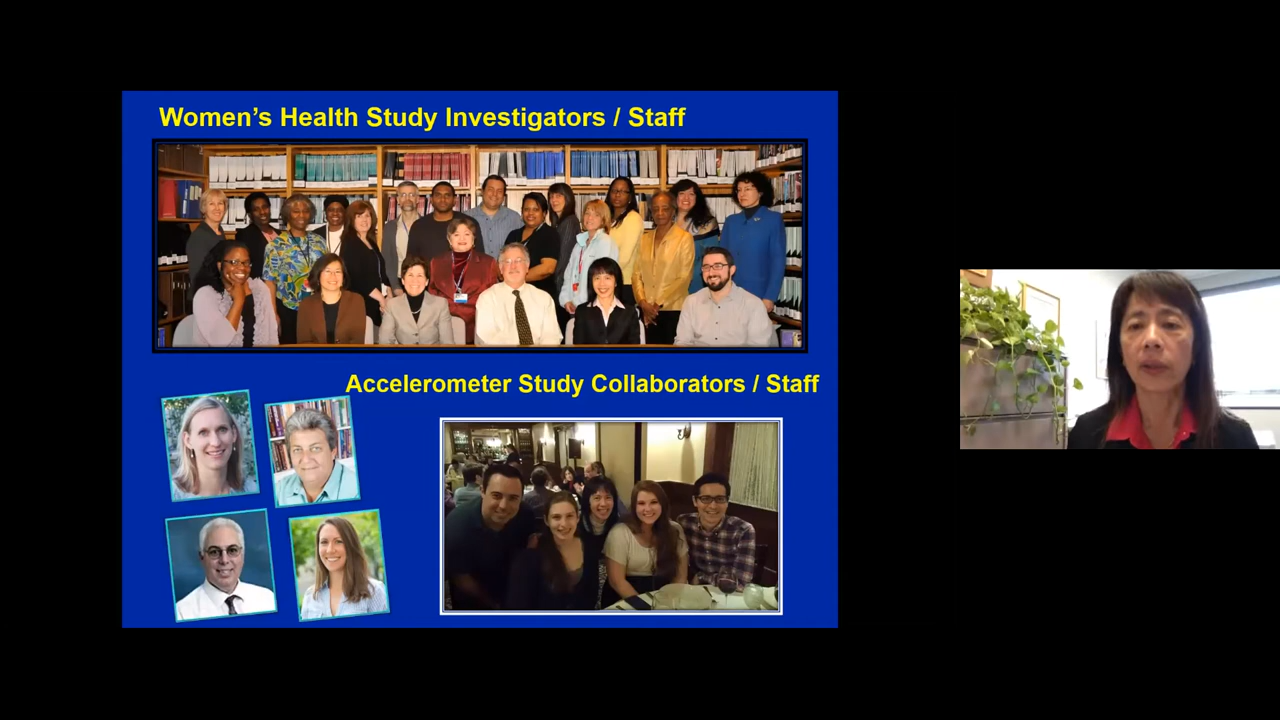 Women’s Health Study Investigators / Staff
Accelerometer Study Collaborators / Staff